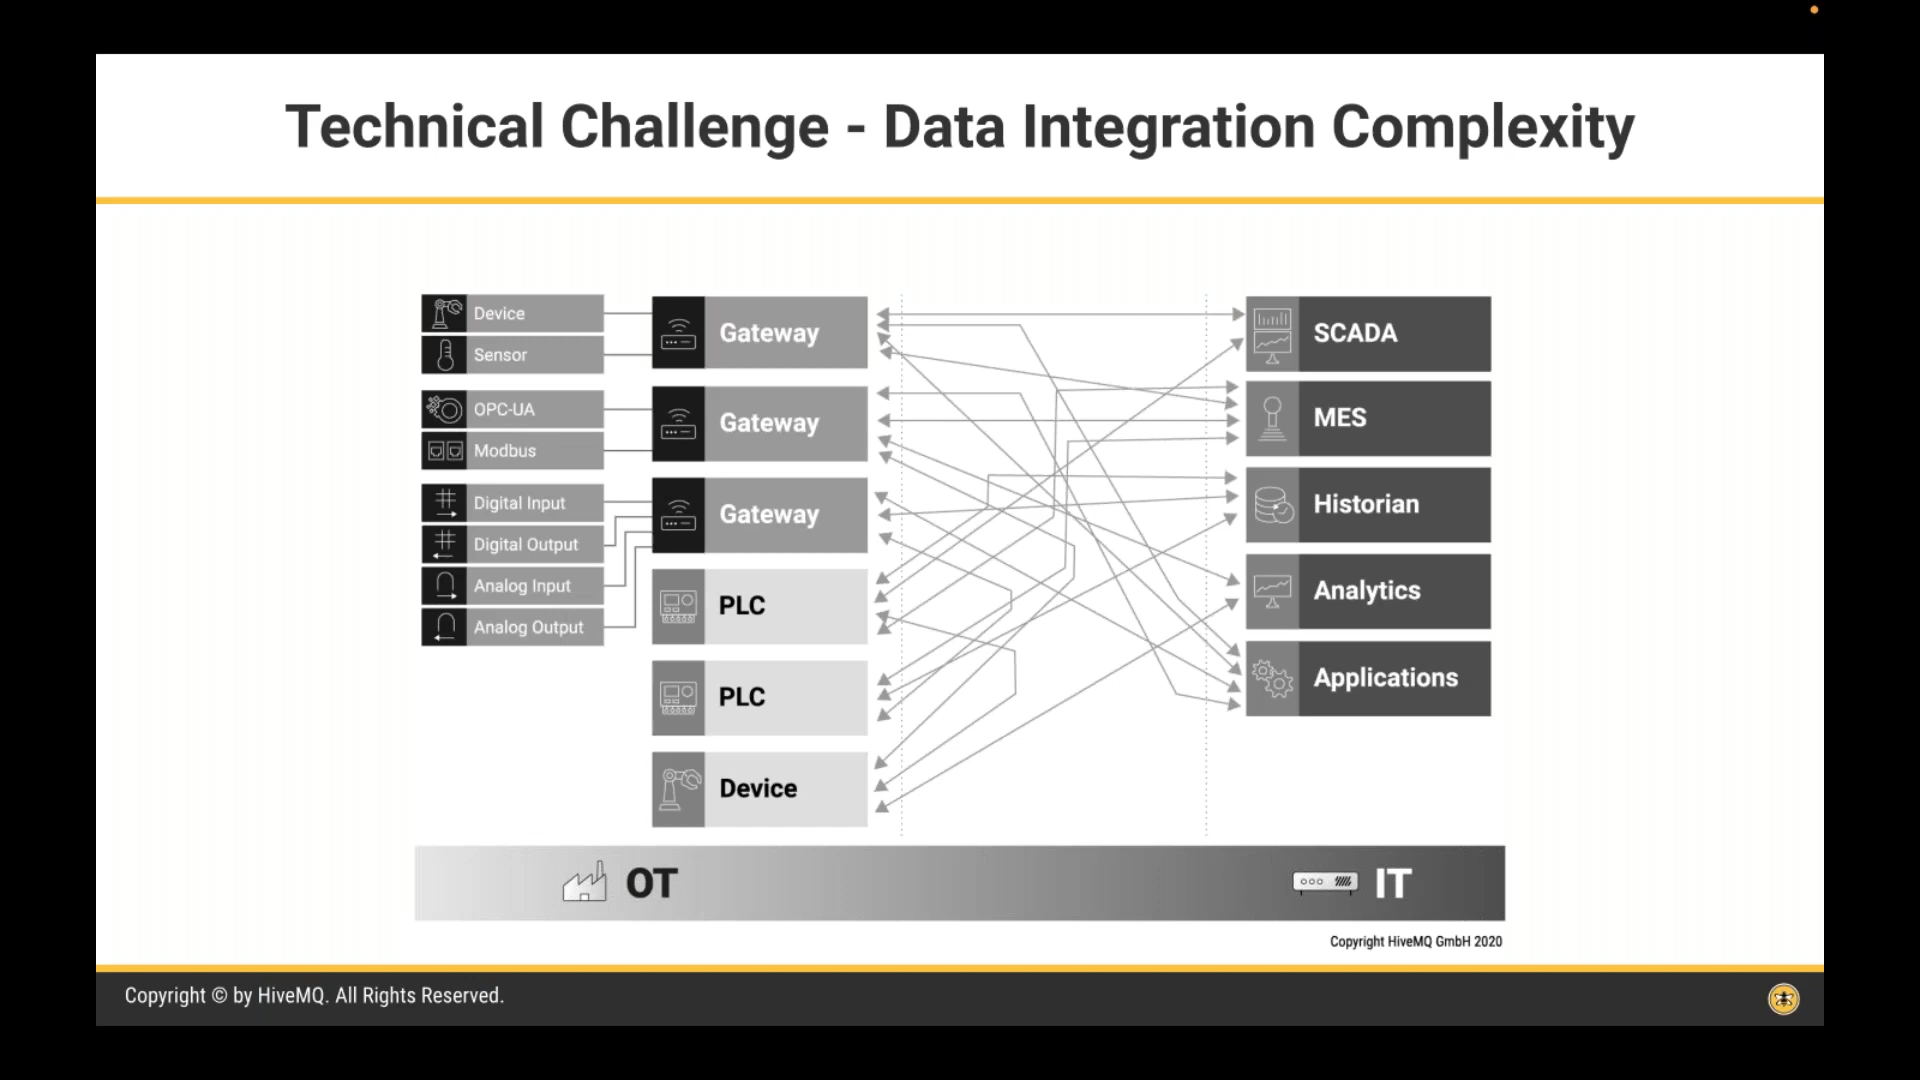 Technical Challenge - Data Integration Complexity
Device
Sensor
OPC-UA
Modbus
Digital Input
Digital Output
Analog Input
Analog Output
Gateway
Gateway
Gateway
PLC
PLC
Device
SCADA
MES
Historian
Analytics
Applications
OT
IT
Copyright HiveMQ GmbH 2020
Copyright © by HiveMQ. All Rights Reserved.